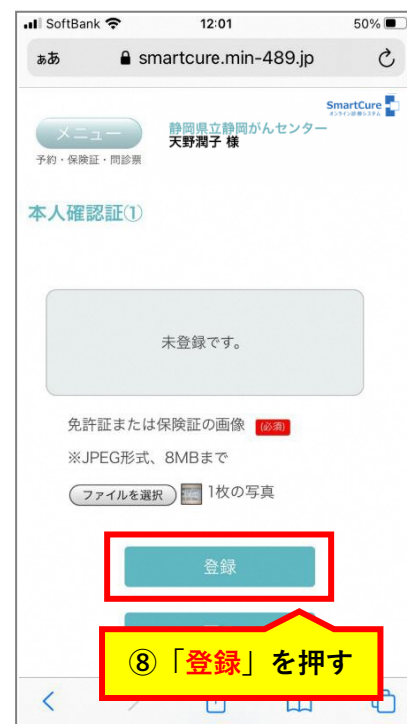 SoftBank 12:01 50%
ぁあ smartcure.min-489.jp
SmartCure
オンライン診療システム
メニュー 静岡県立静岡がんセンター
天野潤子 様
予約・保険証・問診票
本人確認証①
未登録です。
免許証または保険証の画像 (必須)
※JPEG形式、8MBまで
ファイルを選択 1枚の写真
登録
⑧「登録」を押す